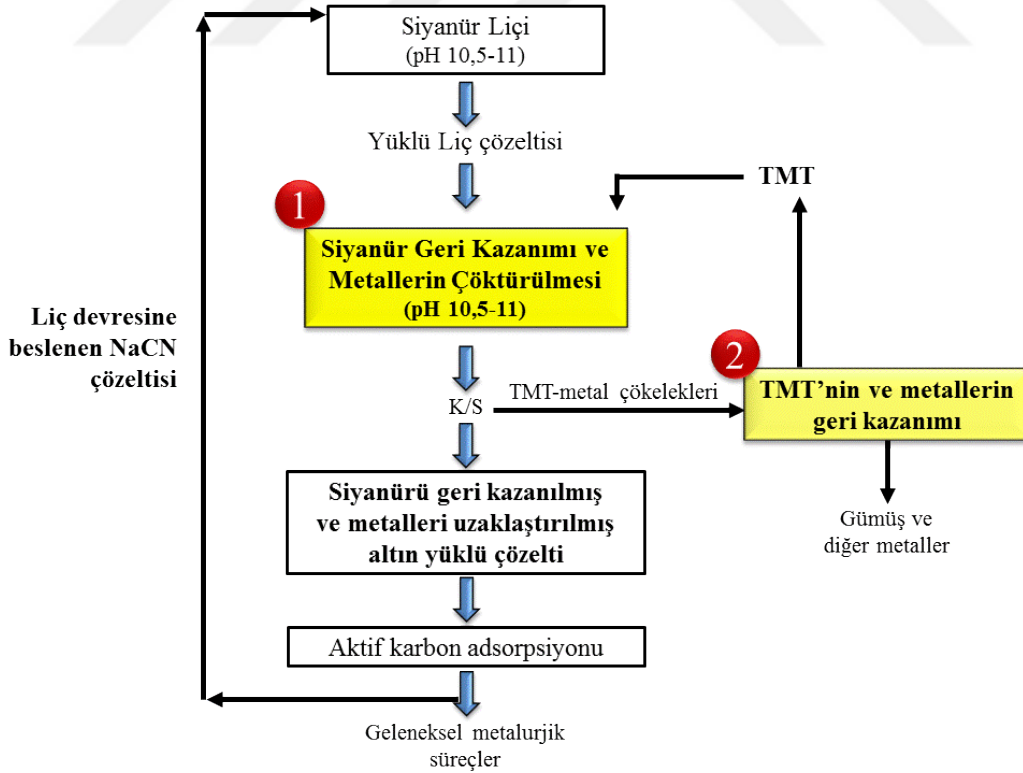 Siyanür Liçi
(pH 10,5-11)
Yüklü Liç çözeltisi
TMT
1
Siyanür Geri Kazanımı ve
Metallerin Çöktürülmesi
(pH 10,5-11)
Liç devresine
beslenen NaCN
çözeltisi
2
K/S
TMT-metal çökelekleri
TMT’nin ve metallerin
geri kazanımı
Siyanürü geri kazanılmış
ve metalleri uzaklaştırılmış
altın yüklü çözelti
Gümüş ve
diğer metaller
Aktif karbon adsorpsiyonu
Geleneksel metalurjik
süreçler